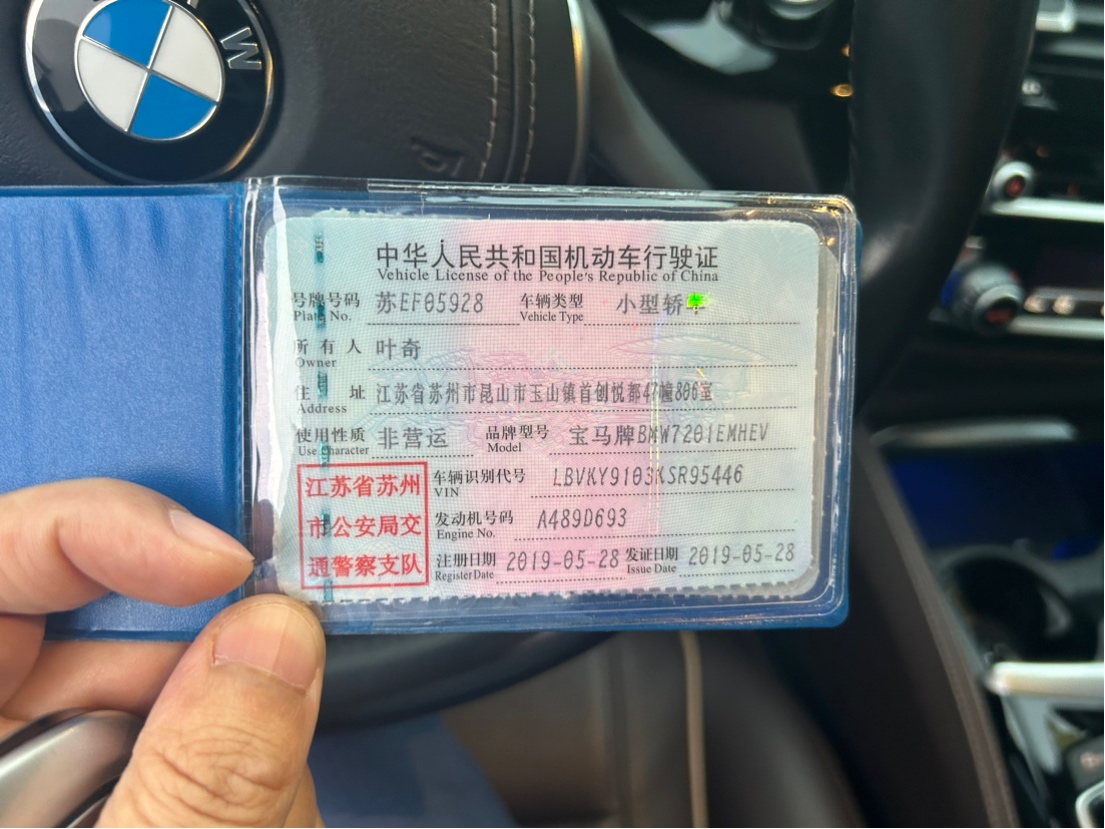 W
中华人民共和国机动车行驶证
Vehicle License of the People's Republic of China
号牌号码 苏EF05928 车辆类型 小型轿车
Plate No. Vehicle Type
所有人 叶奇
Owner
住址 江苏省苏州市昆山市玉山镇首创悦都47幢806室
Address
使用性质 非营运 品牌型号 宝马牌BMW7201EMHEV
Use Character Model
江苏省苏州
市公安局交
通警察支队
车辆识别代号 LBVKY9103KSR95446
VIN
发动机号码 A489D693
Engine No.
注册日期 2019-05-28 发证日期 2019-05-28
Register Date Issue Date